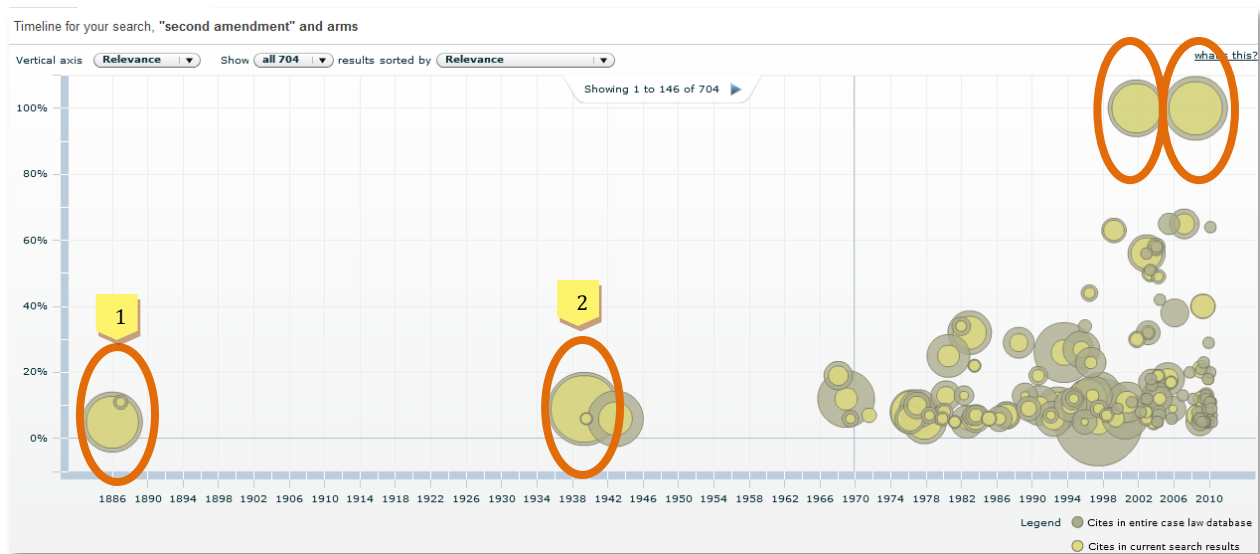 Timeline for your search, "second amendment" and arms
Vertical axis Relevance Show all 704 results sorted by Relevance what's this?
Showing 1 to 146 of 704
100%
80%
60%
40%
20%
0%
1
2
1886 1890 1894 1898 1902 1906 1910 1914 1918 1922 1926 1930 1934 1938 1942 1946 1950 1954 1958 1962 1966 1970 1974 1978 1982 1986 1990 1994 1998 2002 2006 2010
Legend Cites in entire case law database
Cites in current search results